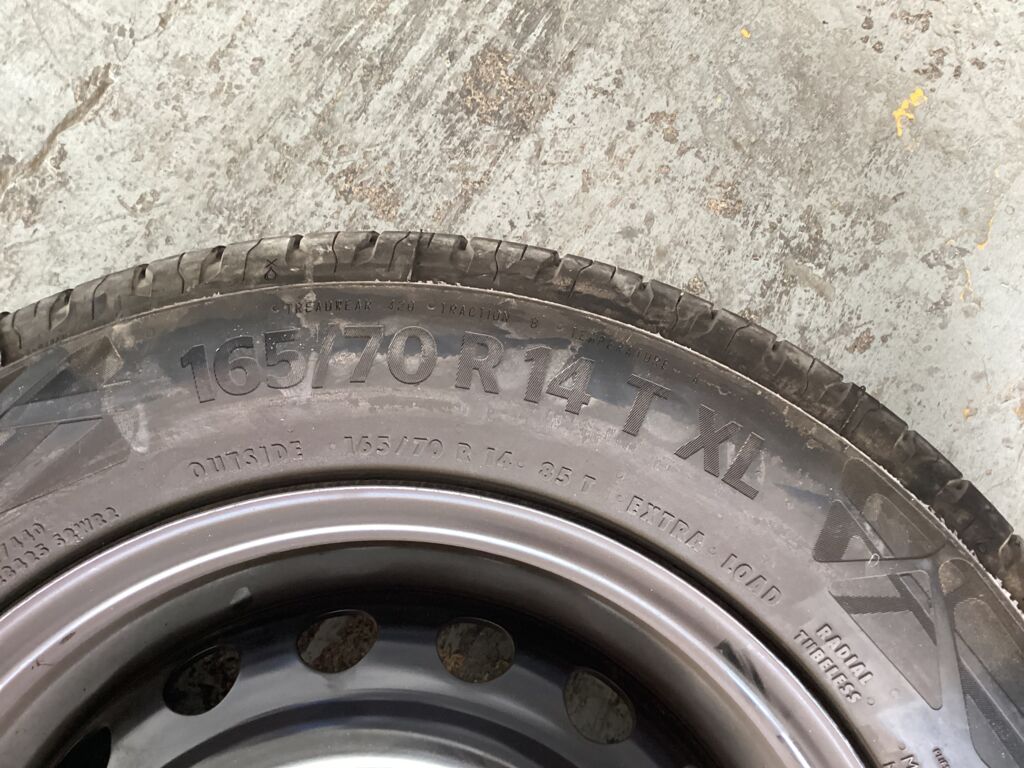 TREADWEAR 420 TRACTION B TEMPERATURE A
165/70 R 14 T XL
OUTSIDE 165/70 R 14 85 T EXTRA LOAD
RADIAL
TUBELESS